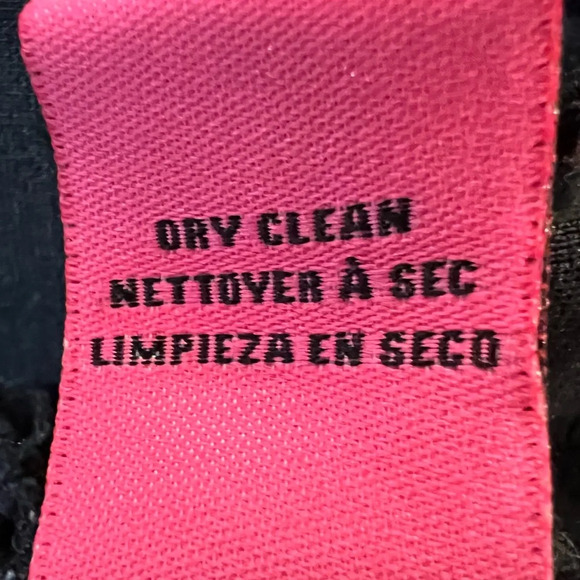 DRY CLEAN
NETTOYER À SEC
LIMPIEZA EN SECO